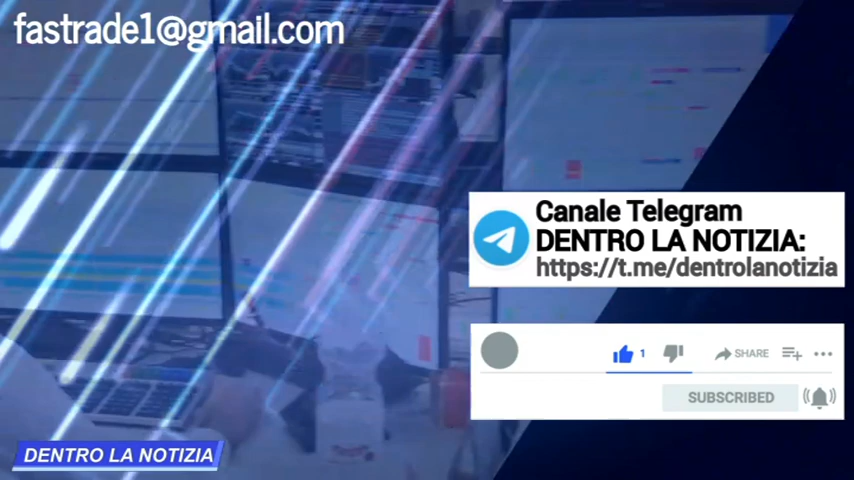 fastrade1@gmail.com
Canale Telegram
DENTRO LA NOTIZIA:
https://t.me/dentrolanotizia
1
SHARE
SUBSCRIBED
DENTRO LA NOTIZIA